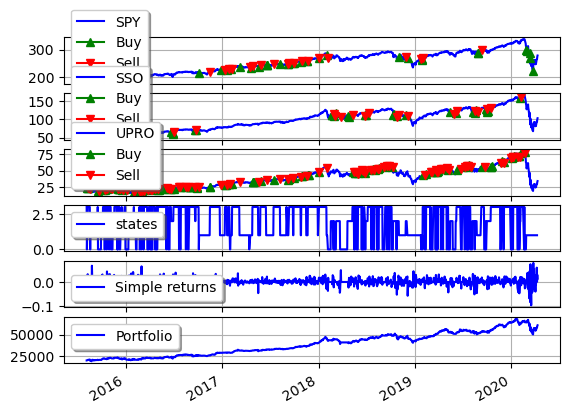 SPY
Buy
Sell
300
200
SSO
Buy
Sell
150
100
50
UPRO
Buy
Sell
75
50
25
states
2.5
0.0
Simple returns
0.0
−0.1
Portfolio
50000
25000
2016 2017 2018 2019 2020